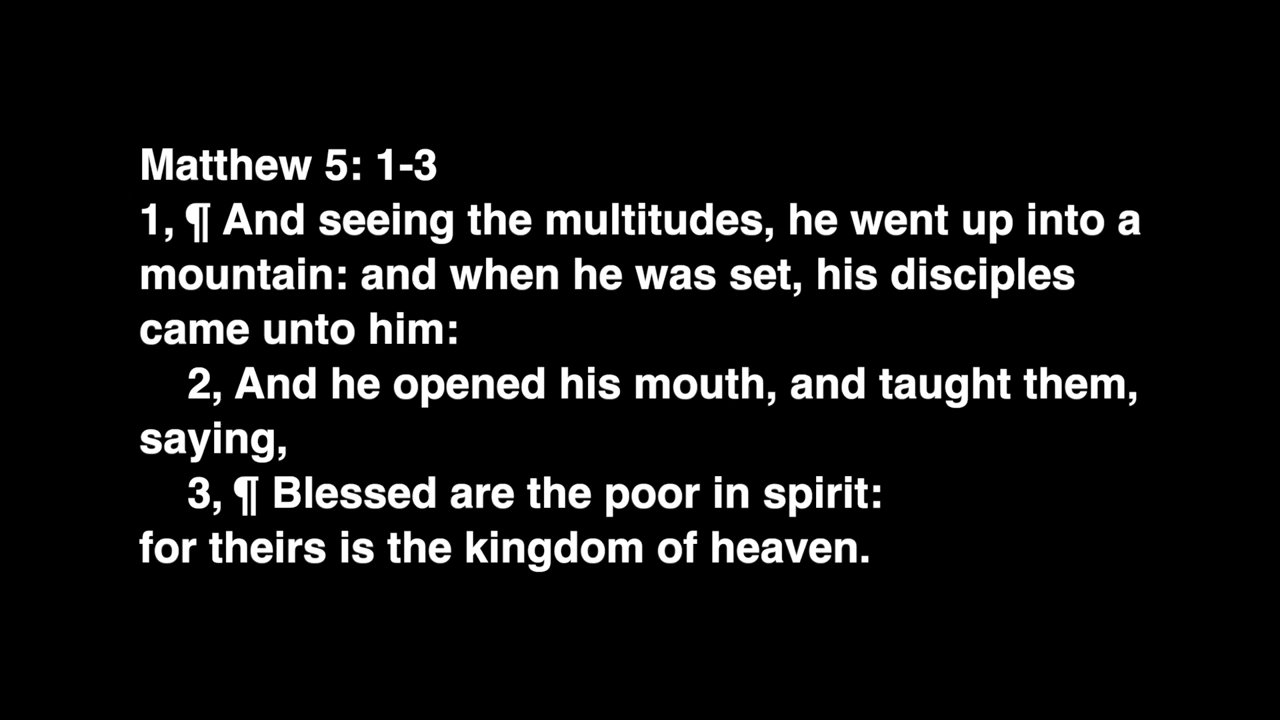 Matthew 5: 1-3
1, ¶ And seeing the multitudes, he went up into a
mountain: and when he was set, his disciples
came unto him:
2, And he opened his mouth, and taught them,
saying,
3, ¶ Blessed are the poor in spirit:
for theirs is the kingdom of heaven.